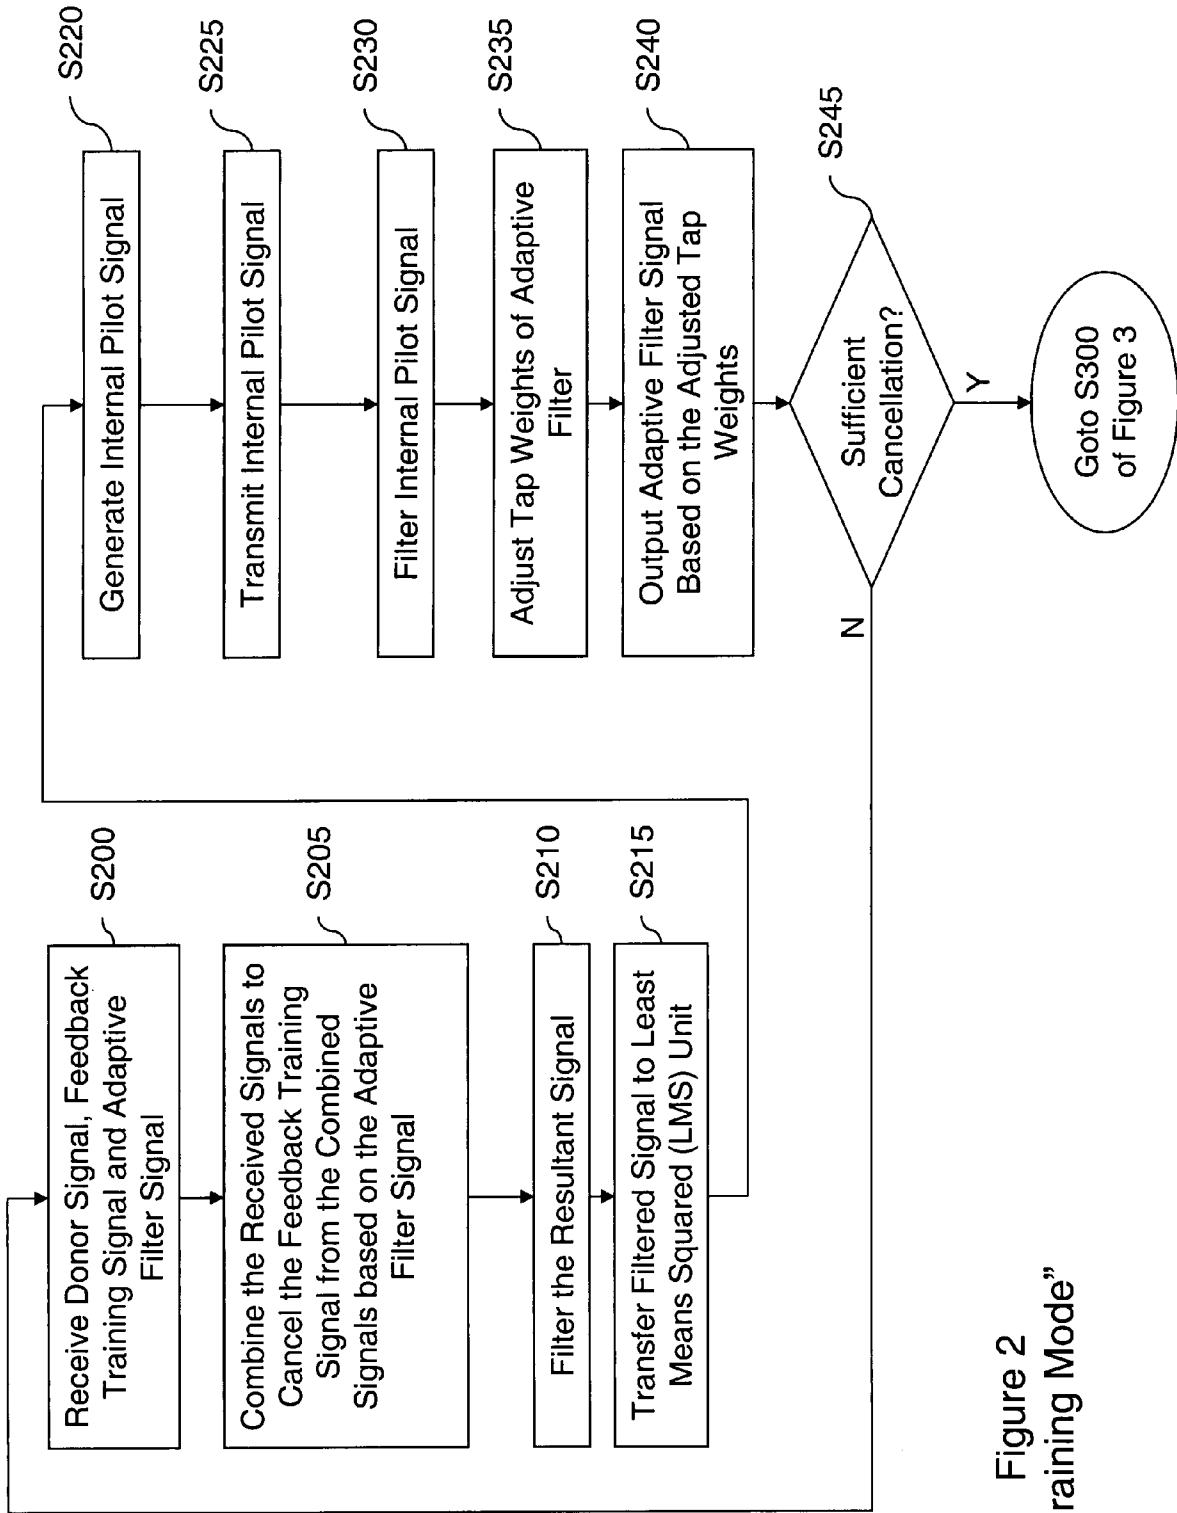 Receive Donor Signal, Feedback
Training Signal and Adaptive
Filter Signal
S200
Combine the Received Signals to
Cancel the Feedback Training
Signal from the Combined
Signals based on the Adaptive
Filter Signal
S205
Filter the Resultant Signal
S210
Transfer Filtered Signal to Least
Means Squared (LMS) Unit
S215
Generate Internal Pilot Signal
S220
Transmit Internal Pilot Signal
S225
Filter Internal Pilot Signal
S230
Adjust Tap Weights of Adaptive
Filter
S235
Output Adaptive Filter Signal
Based on the Adjusted Tap
Weights
S240
Sufficient
Cancellation?
S245
N
Y
Goto S300
of Figure 3
Figure 2
raining Mode”